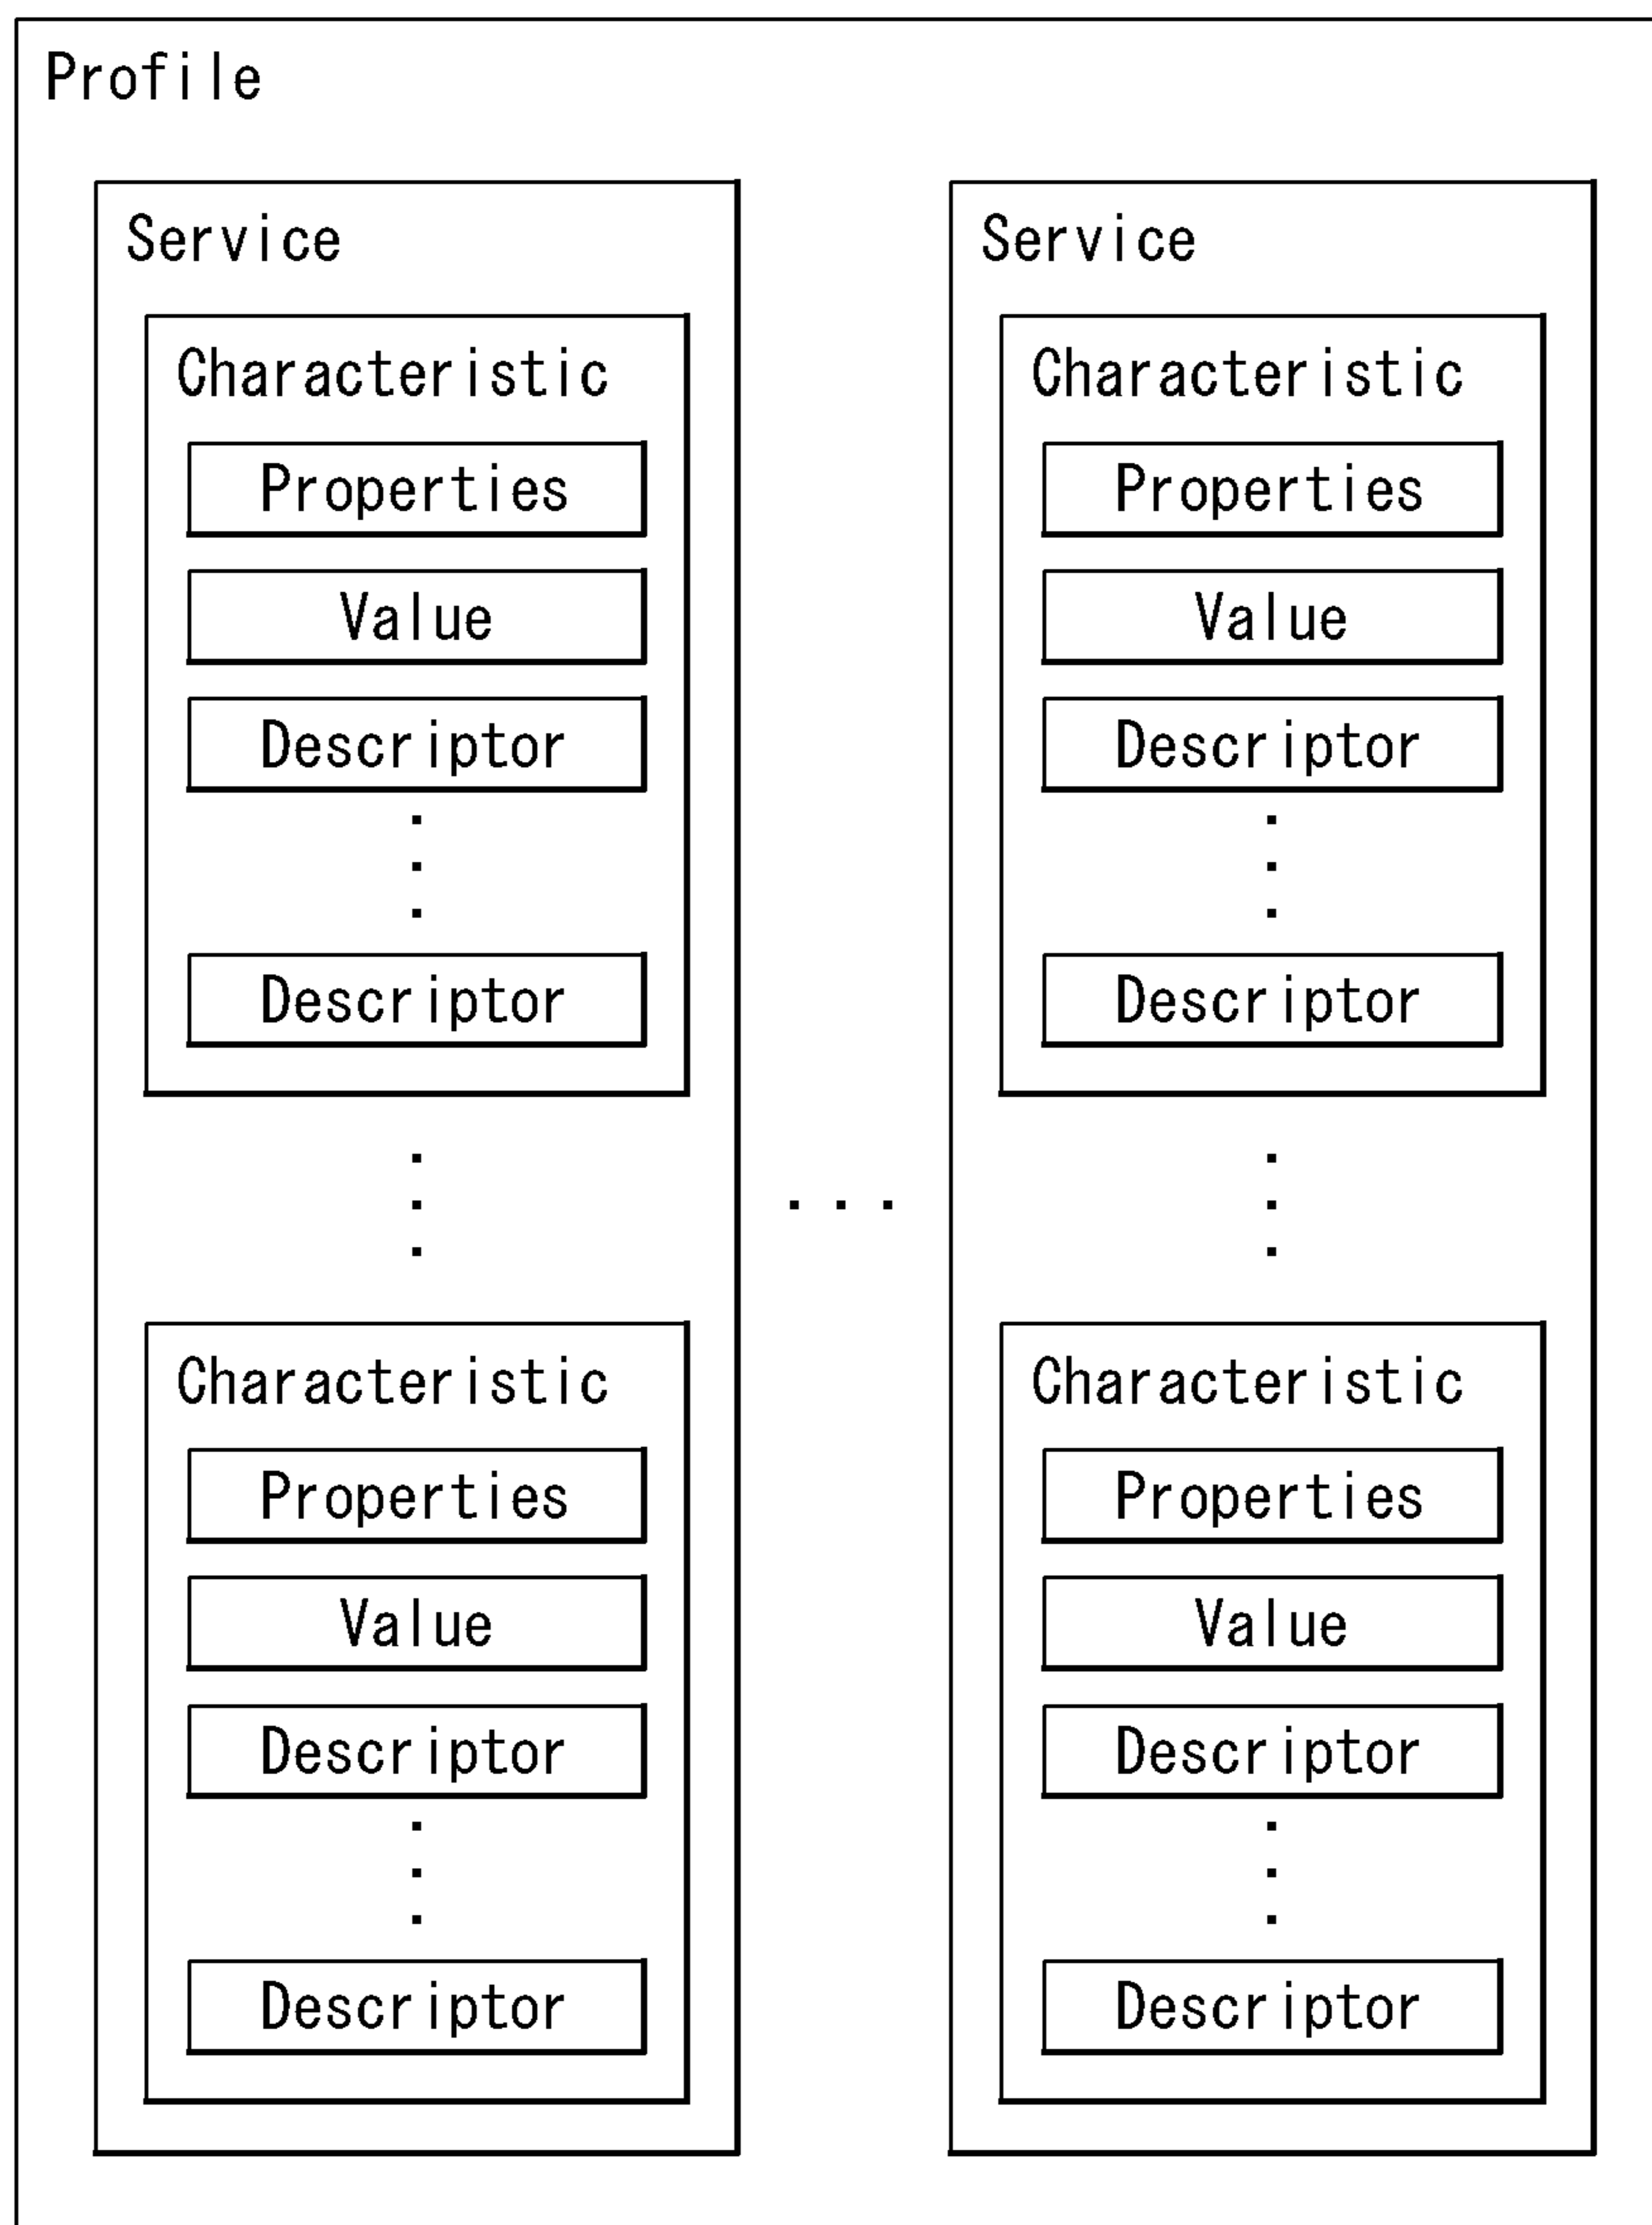 Profile
Service
Characteristic
Properties
Value
Descriptor
Descriptor
Characteristic
Properties
Value
Descriptor
Descriptor
Service
Characteristic
Properties
Value
Descriptor
Descriptor
Characteristic
Properties
Value
Descriptor
Descriptor